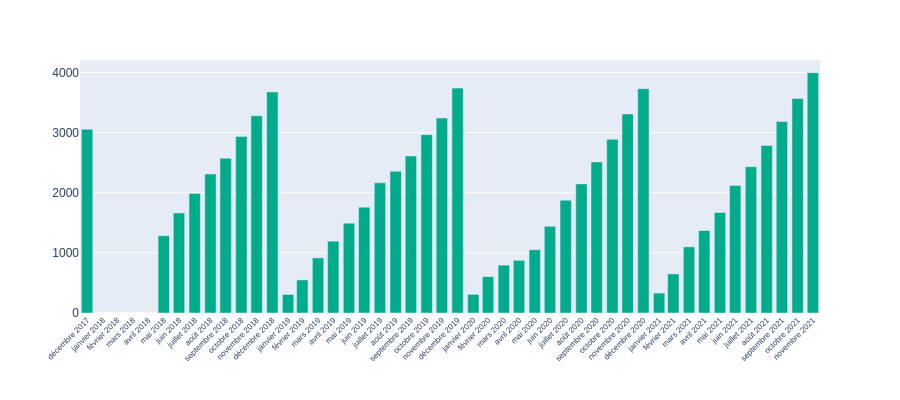 4000
3000
2000
1000
0
décembre 2017
janvier 2018
février 2018
mars 2018
avril 2018
mai 2018
juin 2018
juillet 2018
août 2018
septembre 2018
octobre 2018
novembre 2018
décembre 2018
janvier 2019
février 2019
mars 2019
avril 2019
mai 2019
juin 2019
juillet 2019
août 2019
septembre 2019
octobre 2019
novembre 2019
décembre 2019
janvier 2020
février 2020
mars 2020
avril 2020
mai 2020
juin 2020
juillet 2020
août 2020
septembre 2020
octobre 2020
novembre 2020
décembre 2020
janvier 2021
février 2021
mars 2021
avril 2021
mai 2021
juin 2021
juillet 2021
août 2021
septembre 2021
octobre 2021
novembre 2021